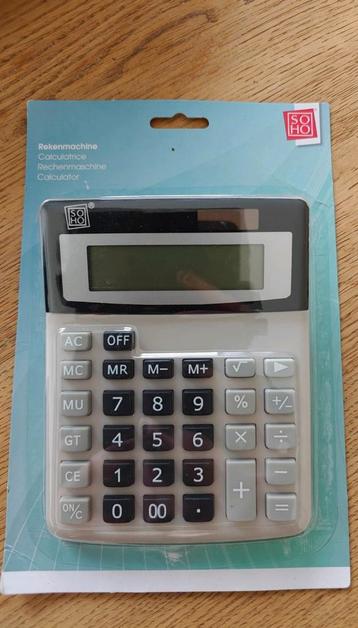 SO
HO
Rekenmachine
Calculatrice
Rechenmaschine
Calculator
SO
HO
®
AC OFF
MC MR M− M+ √ ▶
MU 7 8 9 % +/−
GT 4 5 6 × ÷
CE 1 2 3 + −
ON/C 0 00 . =